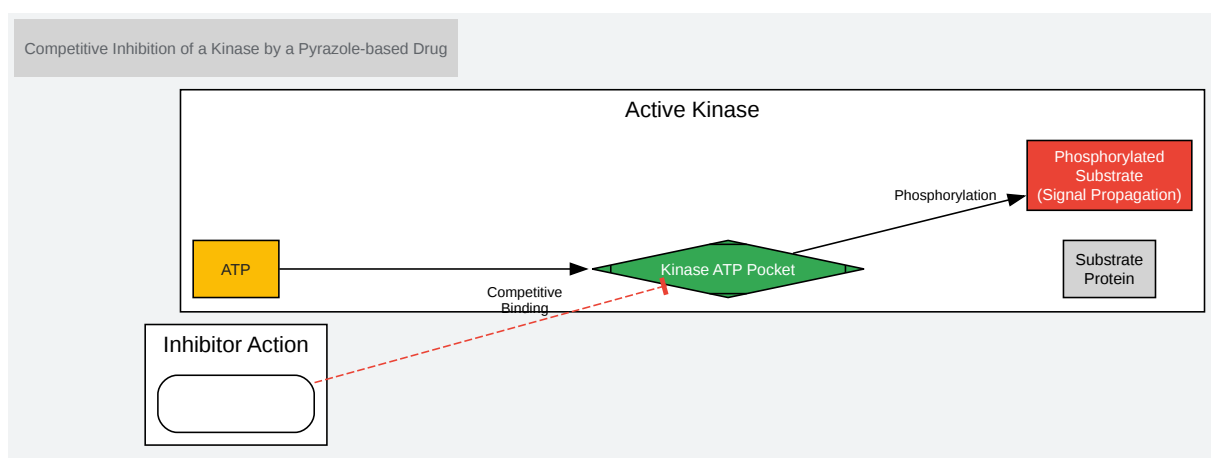 Competitive Inhibition of a Kinase by a Pyrazole-based Drug
Active Kinase
Phosphorylated
Substrate
(Signal Propagation)
Phosphorylation
ATP
Kinase ATP Pocket
Substrate
Protein
Competitive
Binding
Inhibitor Action